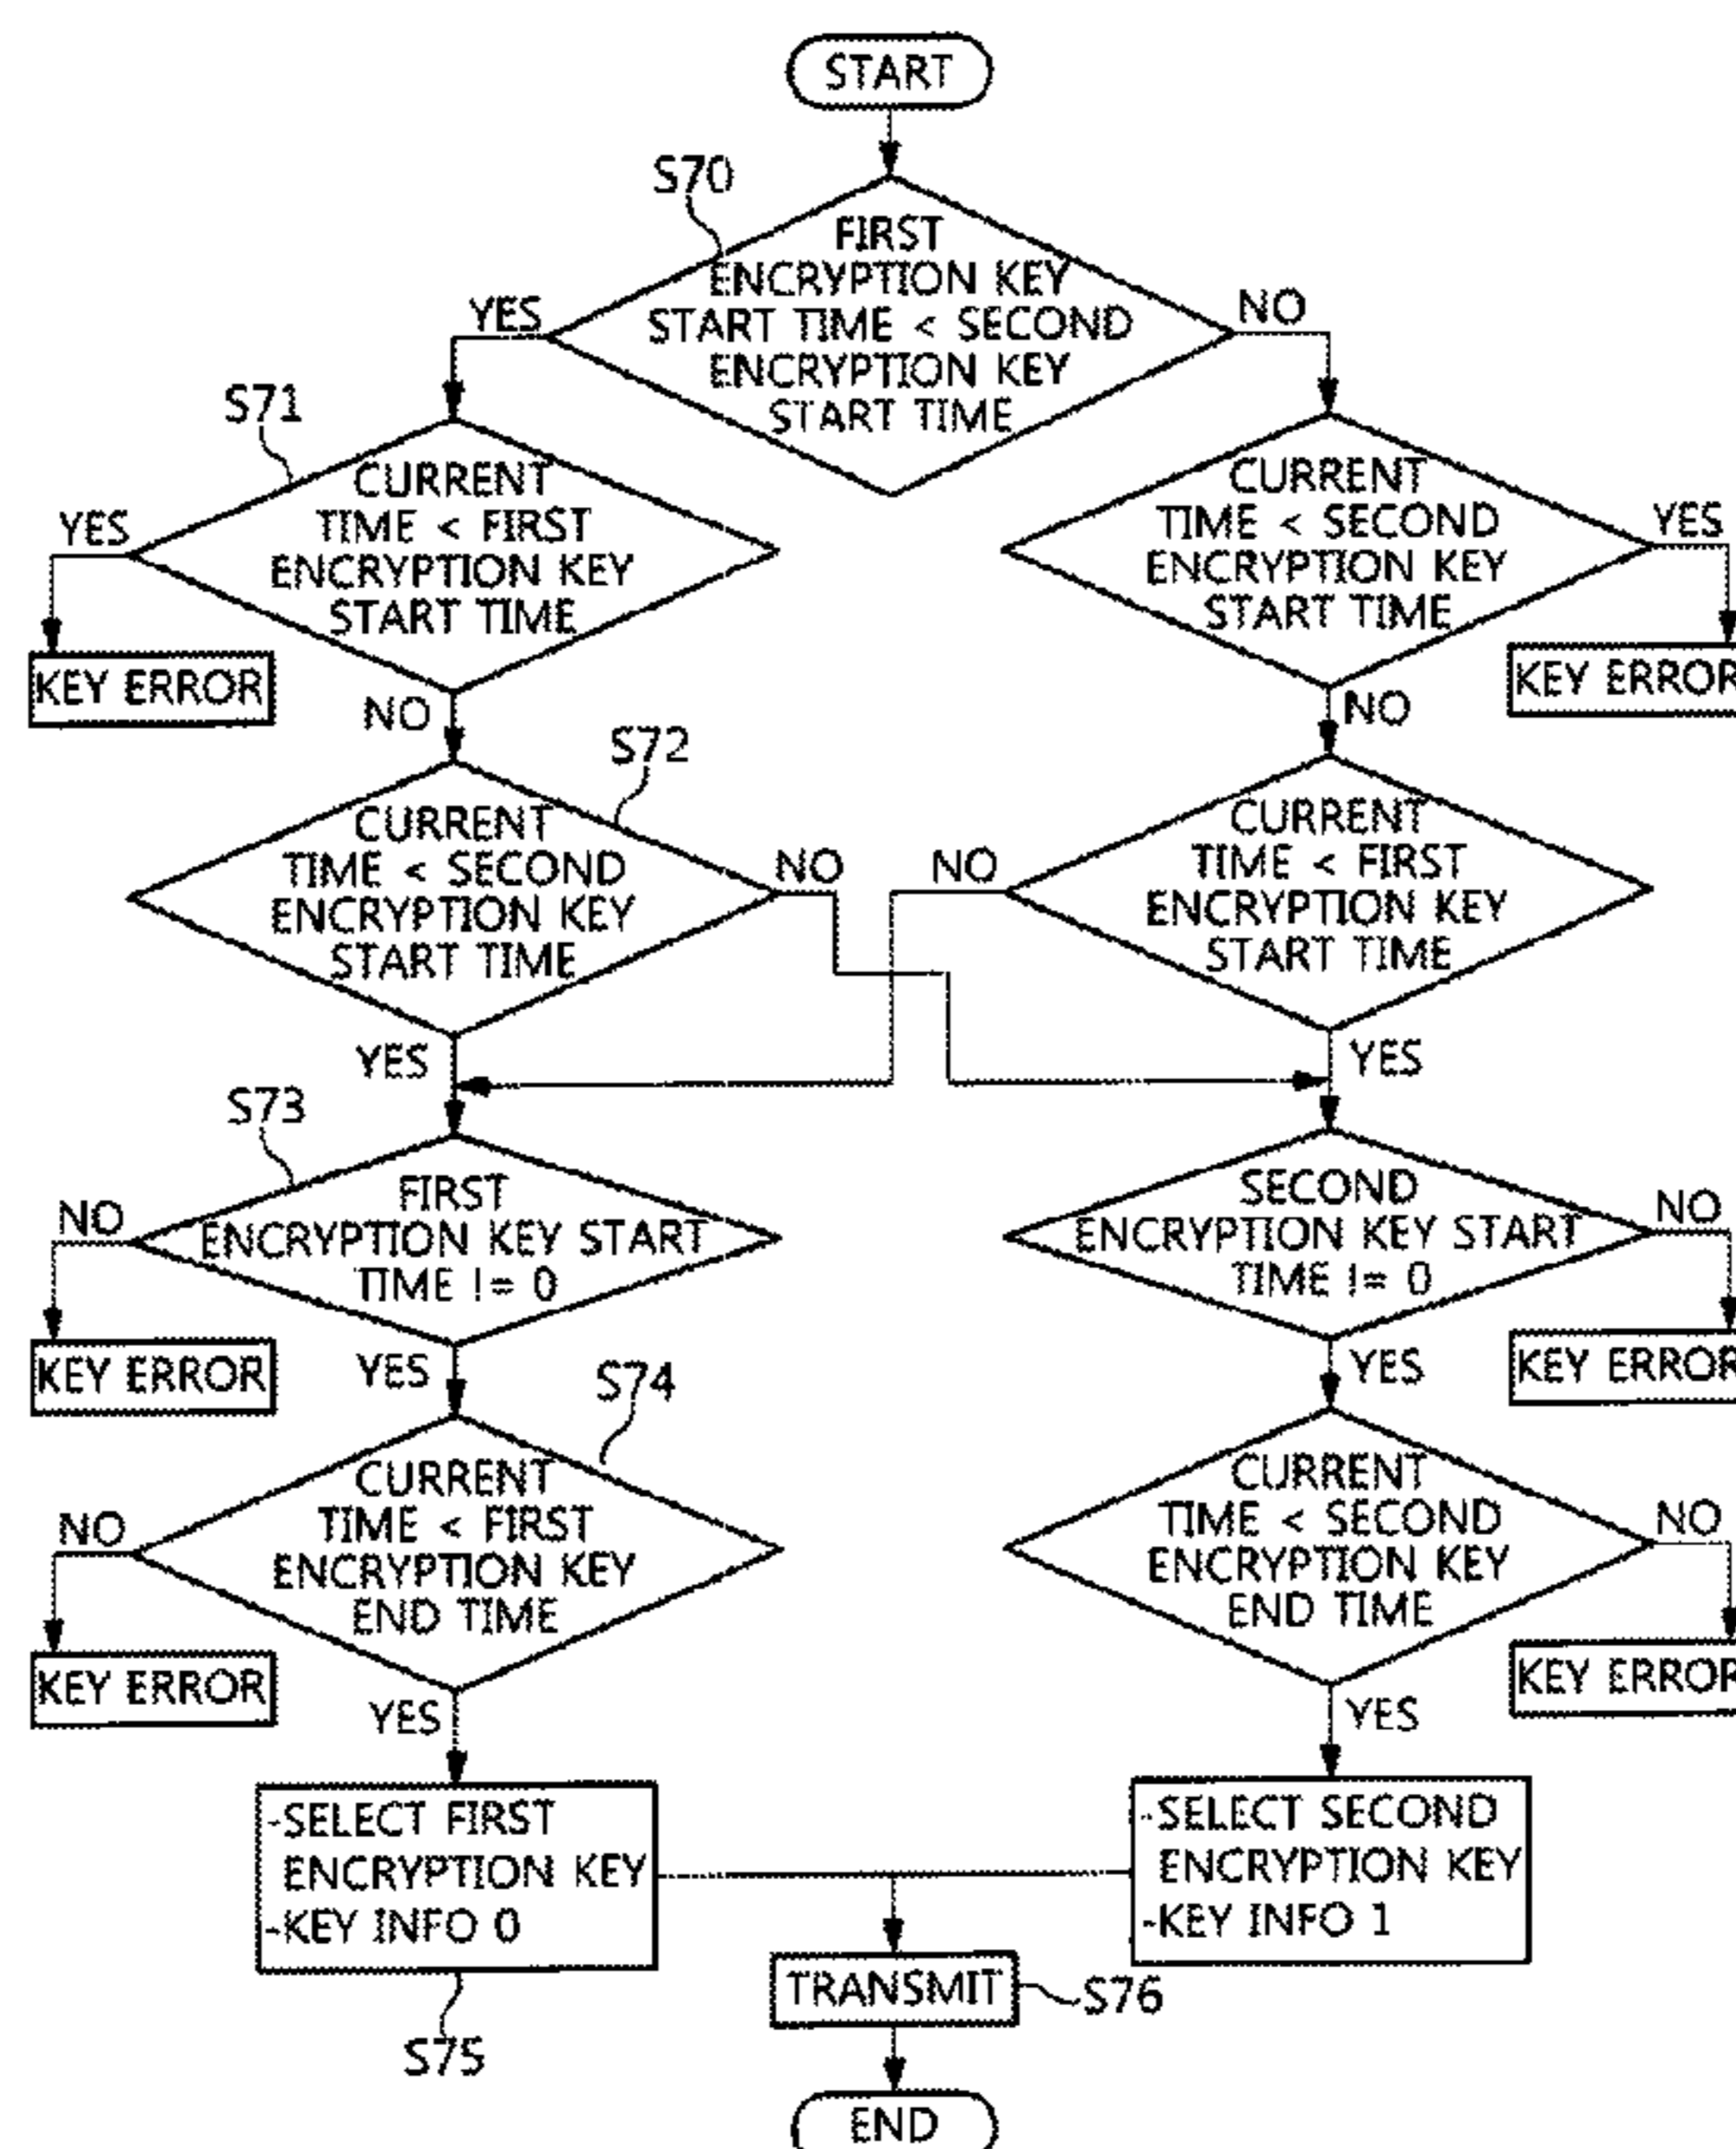 START
S70
FIRST
ENCRYPTION KEY
START TIME < SECOND
ENCRYPTION KEY
START TIME
YES
NO
S71
CURRENT
TIME < FIRST
ENCRYPTION KEY
START TIME
YES
KEY ERROR
NO
CURRENT
TIME < SECOND
ENCRYPTION KEY
START TIME
YES
KEY ERROR
NO
S72
CURRENT
TIME < SECOND
ENCRYPTION KEY
START TIME
NO
YES
CURRENT
TIME < FIRST
ENCRYPTION KEY
START TIME
NO
YES
S73
FIRST
ENCRYPTION KEY START
TIME != 0
NO
KEY ERROR
YES
SECOND
ENCRYPTION KEY START
TIME != 0
NO
KEY ERROR
YES
S74
CURRENT
TIME < FIRST
ENCRYPTION KEY
END TIME
NO
KEY ERROR
YES
CURRENT
TIME < SECOND
ENCRYPTION KEY
END TIME
NO
KEY ERROR
YES
-SELECT FIRST
ENCRYPTION KEY
-KEY INFO 0
S75
-SELECT SECOND
ENCRYPTION KEY
-KEY INFO 1
TRANSMIT
S76
END